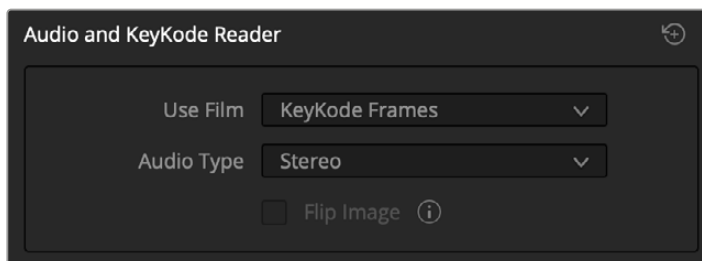 Audio and KeyKode Reader
Use Film KeyKode Frames
Audio Type Stereo
Flip Image